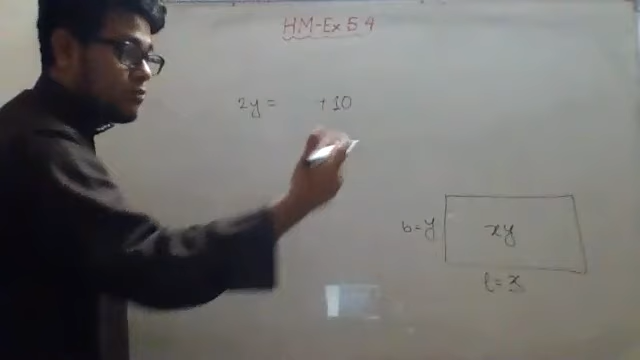 HM-Ex 5.4
2y = +10
b = y
xy
l = x